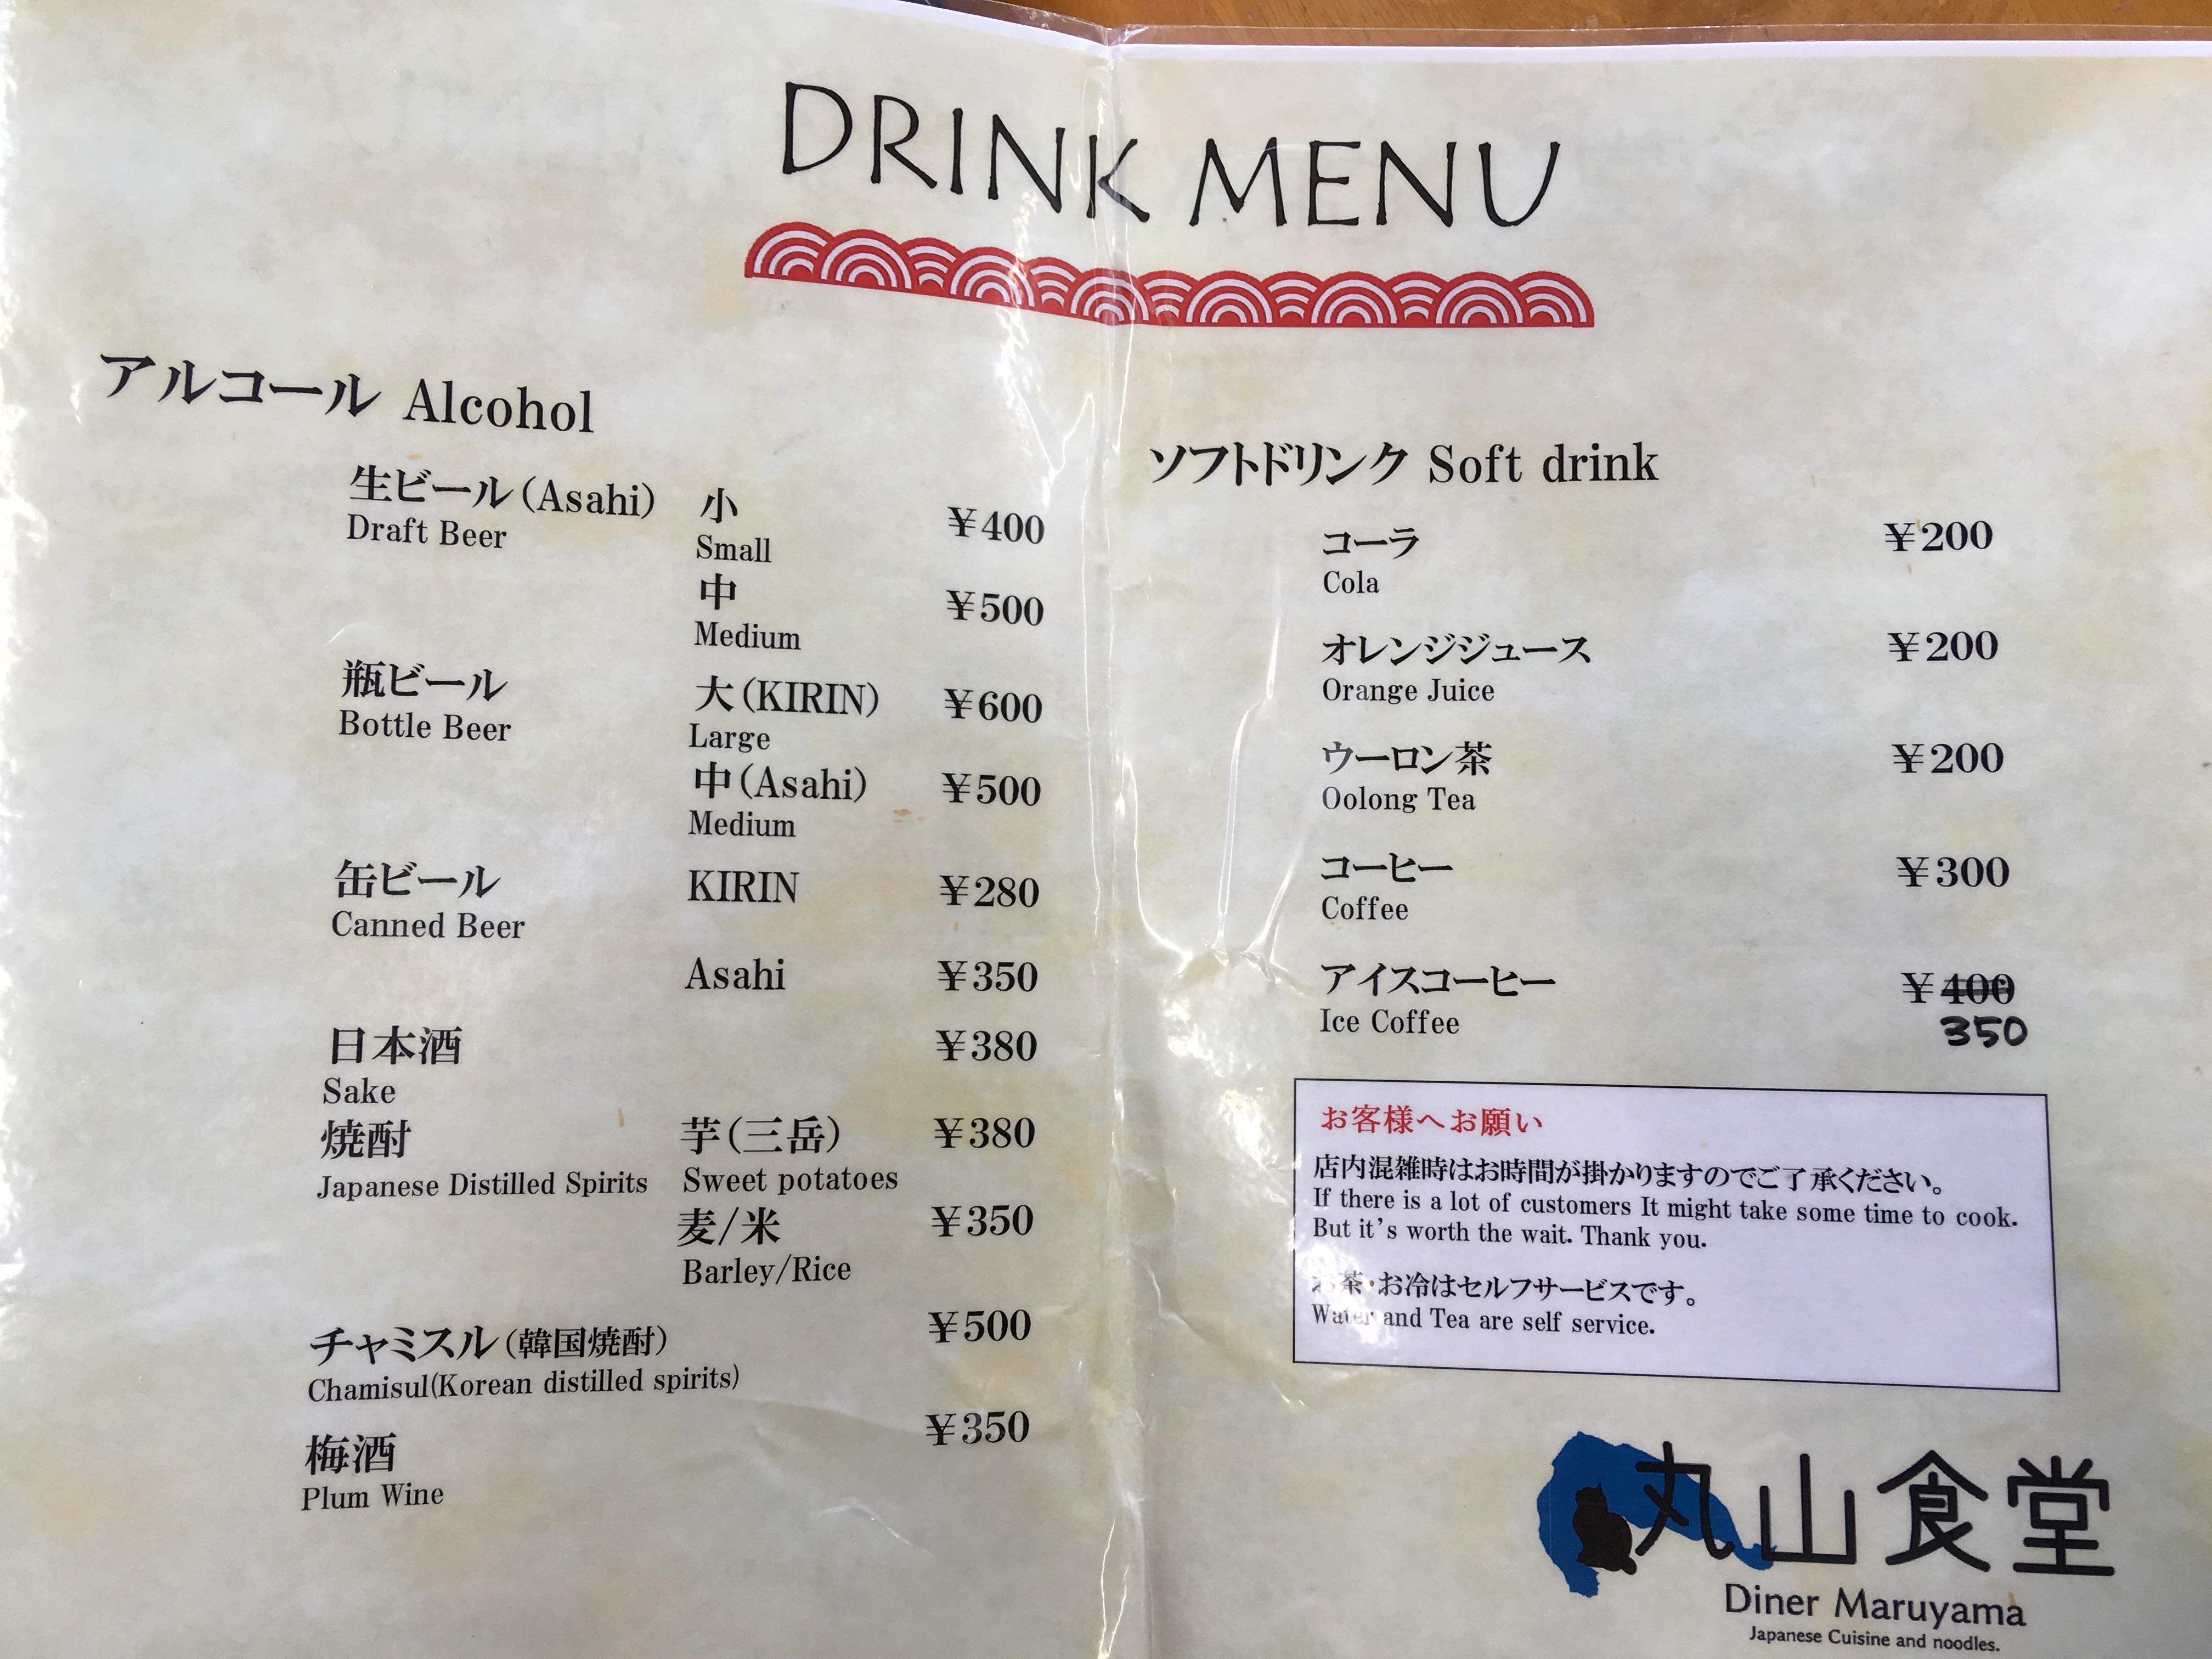 DRINK MENU
アルコール Alcohol
生ビール(Asahi) 小 ¥400
Draft Beer Small
中 ¥500
Medium
瓶ビール 大(KIRIN) ¥600
Bottle Beer Large
中(Asahi) ¥500
Medium
缶ビール KIRIN ¥280
Canned Beer
Asahi ¥350
日本酒 ¥380
Sake
焼酎 芋(三岳) ¥380
Japanese Distilled Spirits Sweet potatoes
麦/米 ¥350
Barley/Rice
チャミスル(韓国焼酎) ¥500
Chamisul(Korean distilled spirits)
梅酒 ¥350
Plum Wine
ソフトドリンク Soft drink
コーラ ¥200
Cola
オレンジジュース ¥200
Orange Juice
ウーロン茶 ¥200
Oolong Tea
コーヒー ¥300
Coffee
アイスコーヒー ¥400
Ice Coffee 350
お客様へお願い
店内混雑時はお時間が掛かりますのでご了承ください。
If there is a lot of customers It might take some time to cook.
But it's worth the wait. Thank you.
お茶・お冷はセルフサービスです。
Water and Tea are self service.
丸山食堂
Diner Maruyama
Japanese Cuisine and noodles.